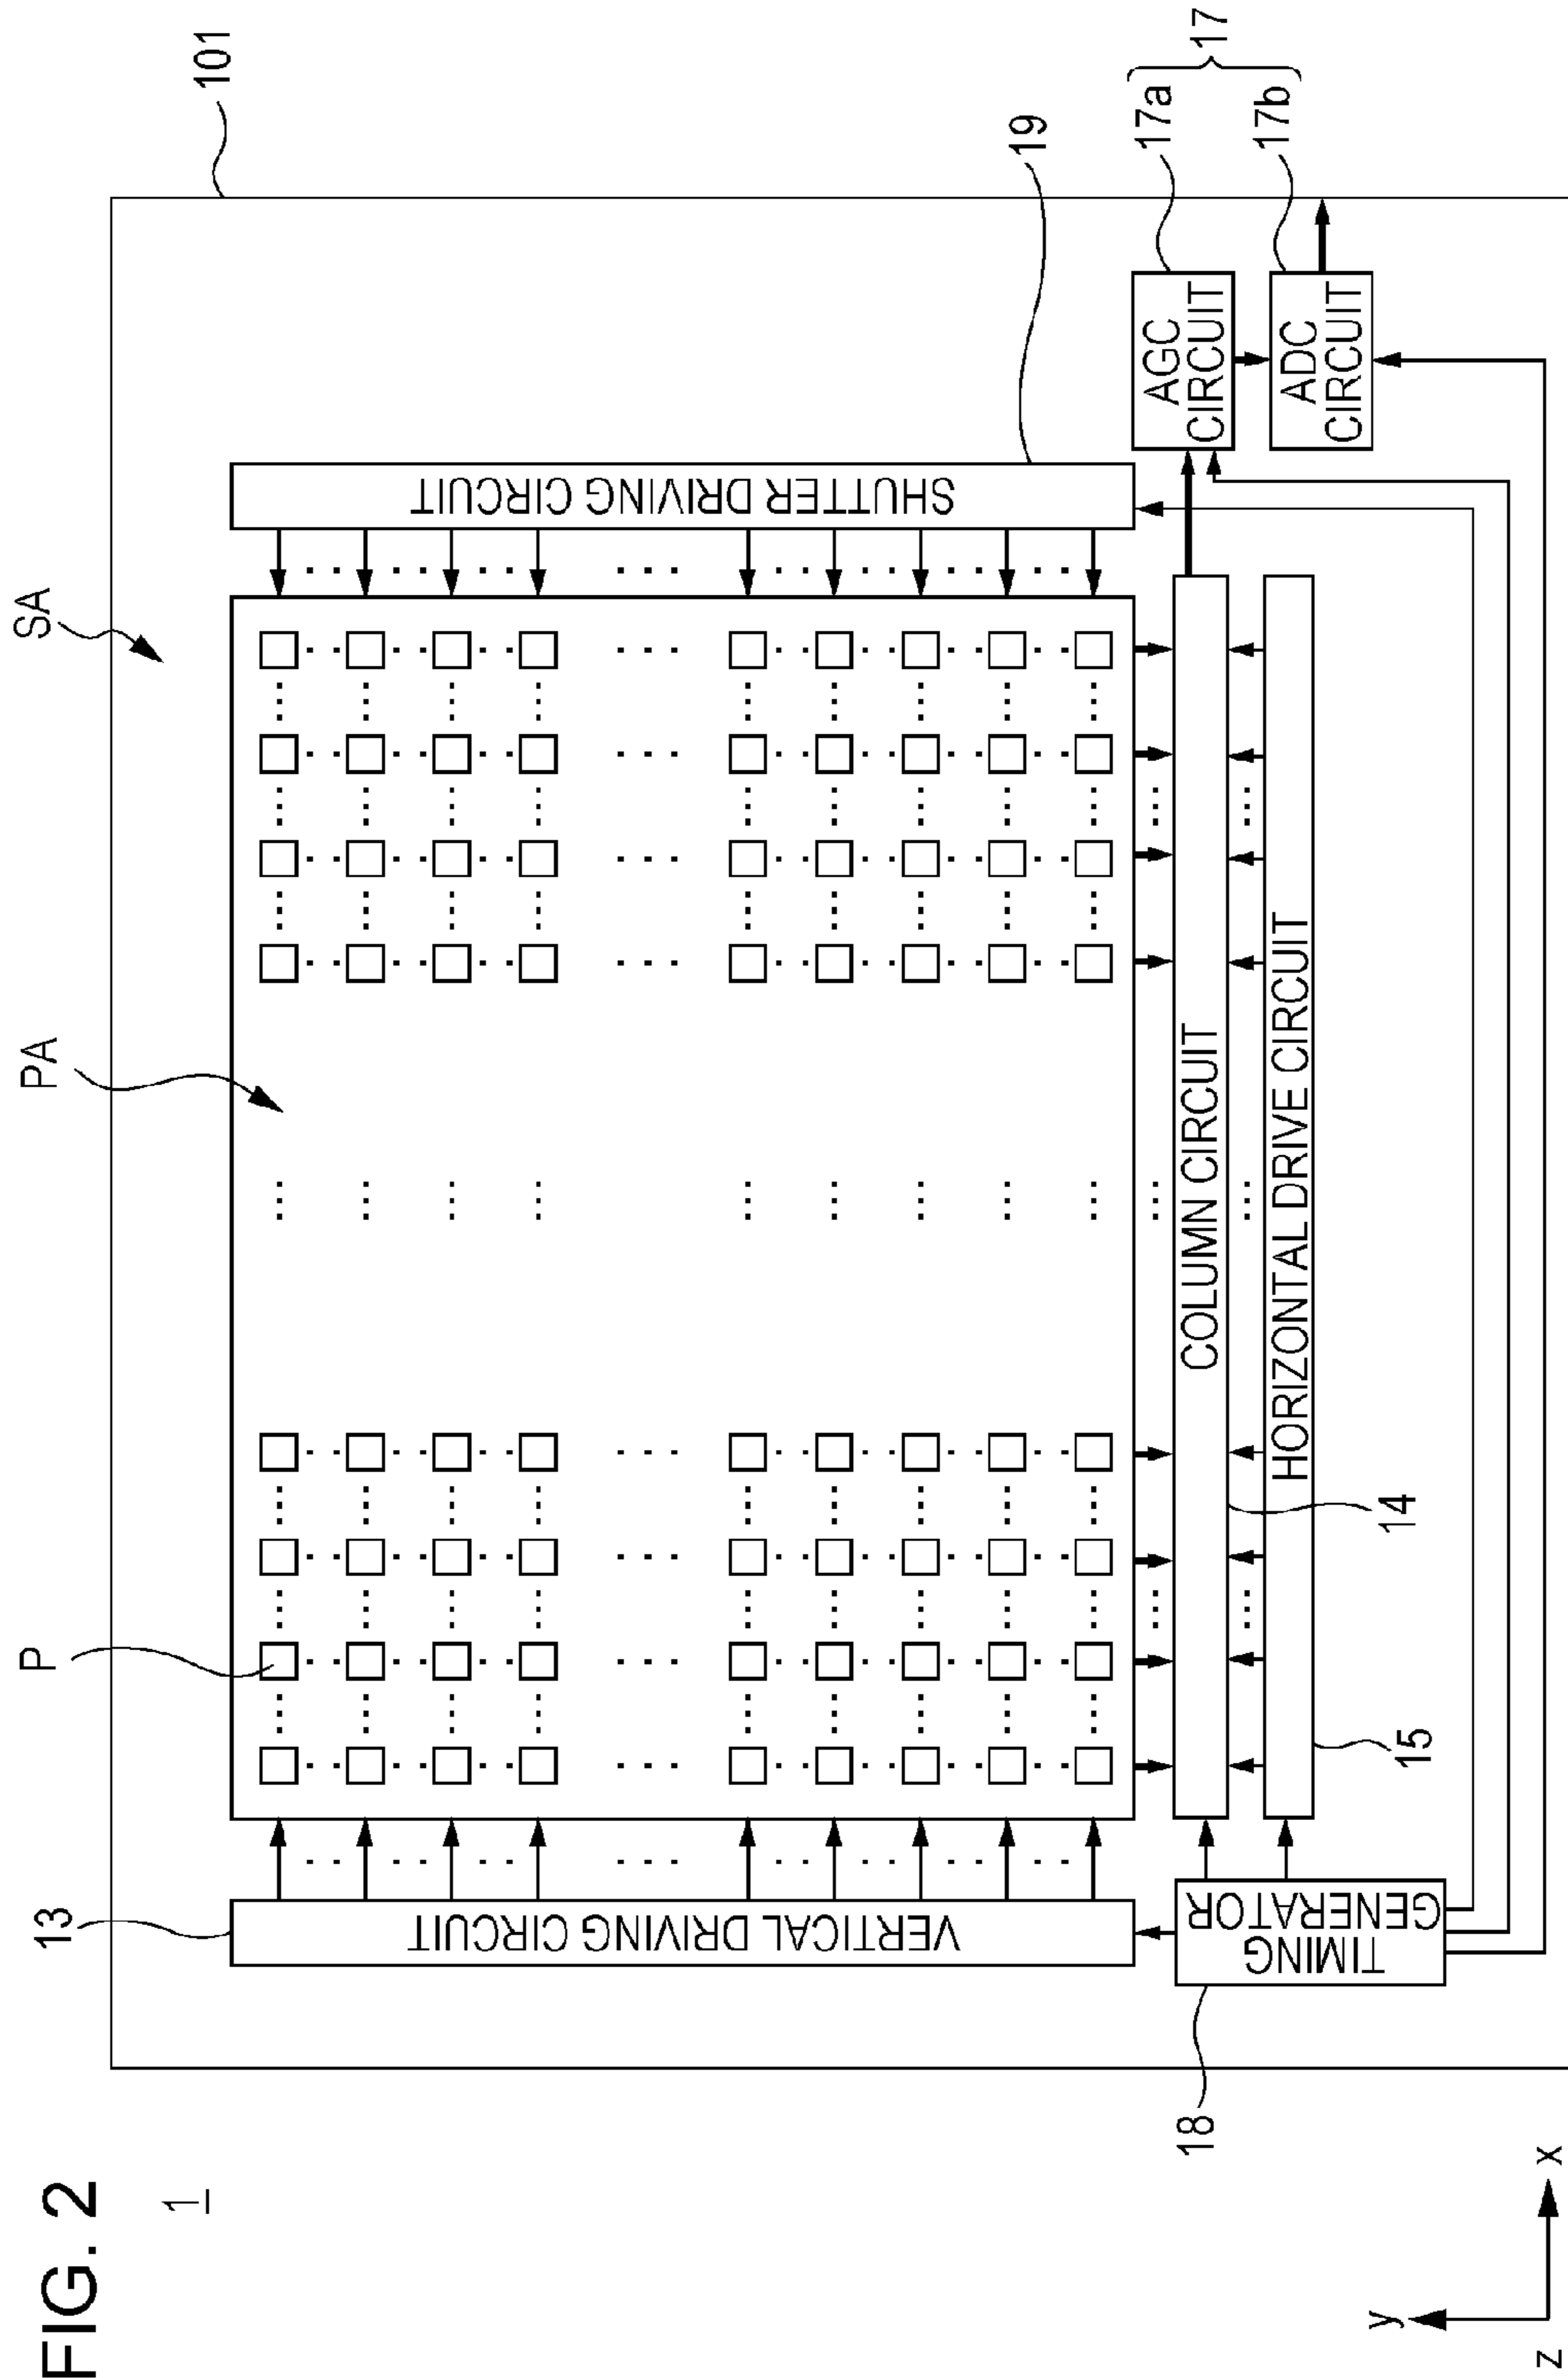 FIG. 2
1
13
P
PA
SA
101
VERTICAL DRIVING CIRCUIT
SHUTTER DRIVING CIRCUIT
19
18
TIMING
GENERATOR
COLUMN CIRCUIT
14
HORIZONTAL DRIVE CIRCUIT
15
AGC
CIRCUIT
17a
ADC
CIRCUIT
17b
17
y
z
x